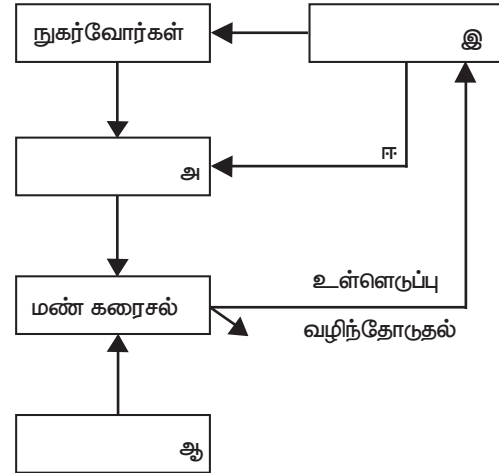 நுகர்வோர்கள்
இ
ஈ
அ
உள்ளெடுப்பு
மண் கரைசல்
வழிந்தோடுதல்
ஆ